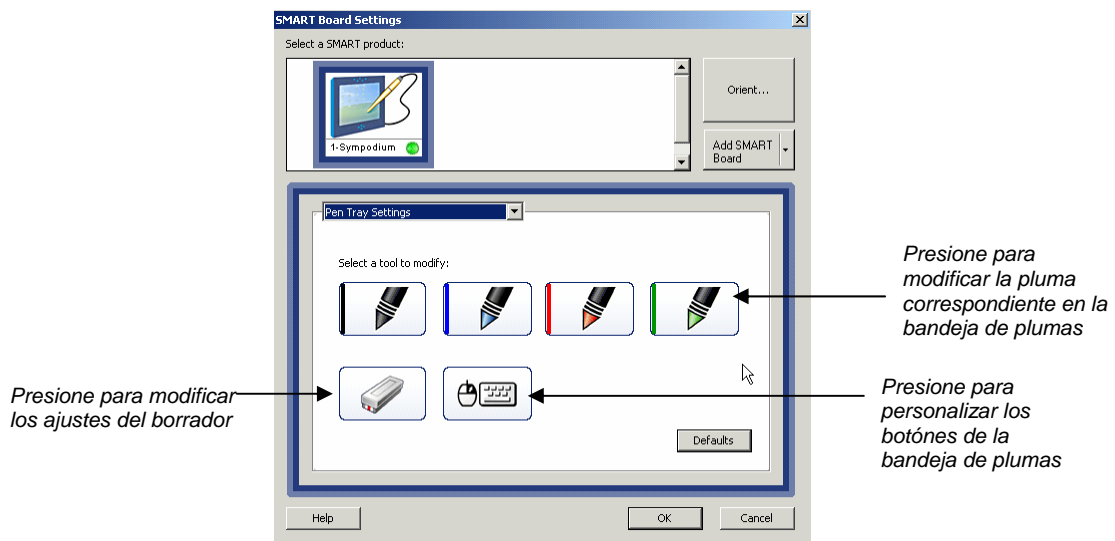 SMART Board Settings
Select a SMART product:
Orient...
1-Sympodium
Add SMART
Board
Pen Tray Settings
Select a tool to modify:
Presione para
modificar la pluma
correspondiente en la
bandeja de plumas
Presione para modificar
los ajustes del borrador
Presione para
personalizar los
botónes de la
bandeja de plumas
Defaults
Help
OK
Cancel